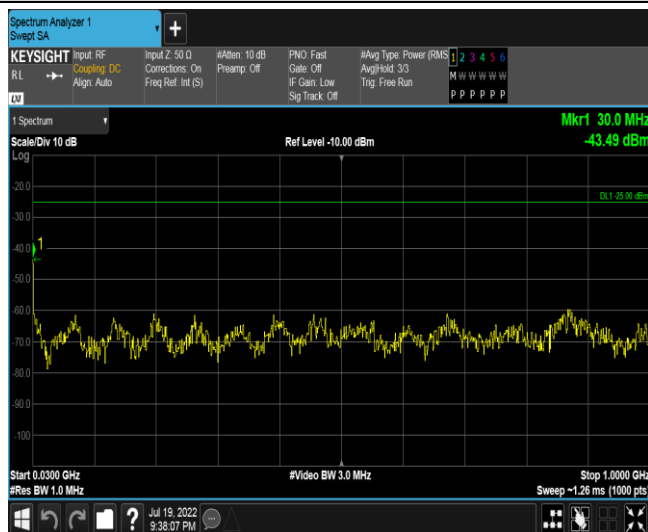 Spectrum Analyzer 1
Swept SA
+
KEYSIGHT Input: RF
RL
Coupling: DC
Align: Auto
LXI
Input Z: 50 Ω
Corrections: On
Freq Ref: Int (S)
#Atten: 10 dB
Preamp: Off
PNO: Fast
Gate: Off
IF Gain: Low
Sig Track: Off
#Avg Type: Power (RMS
Avg|Hold: 3/3
Trig: Free Run
1 2 3 4 5 6
M W W W W W
P P P P P P
1 Spectrum
Scale/Div 10 dB
Ref Level -10.00 dBm
Mkr1 30.0 MHz
-43.49 dBm
Log
-20.0
DL1 -25.00 dBm
-30.0
-40.0
1
-50.0
-60.0
-70.0
-80.0
-90.0
-100
Start 0.0300 GHz
#Video BW 3.0 MHz
Stop 1.0000 GHz
#Res BW 1.0 MHz
Sweep ~1.26 ms (1000 pts)
?
Jul 19, 2022
9:38:07 PM